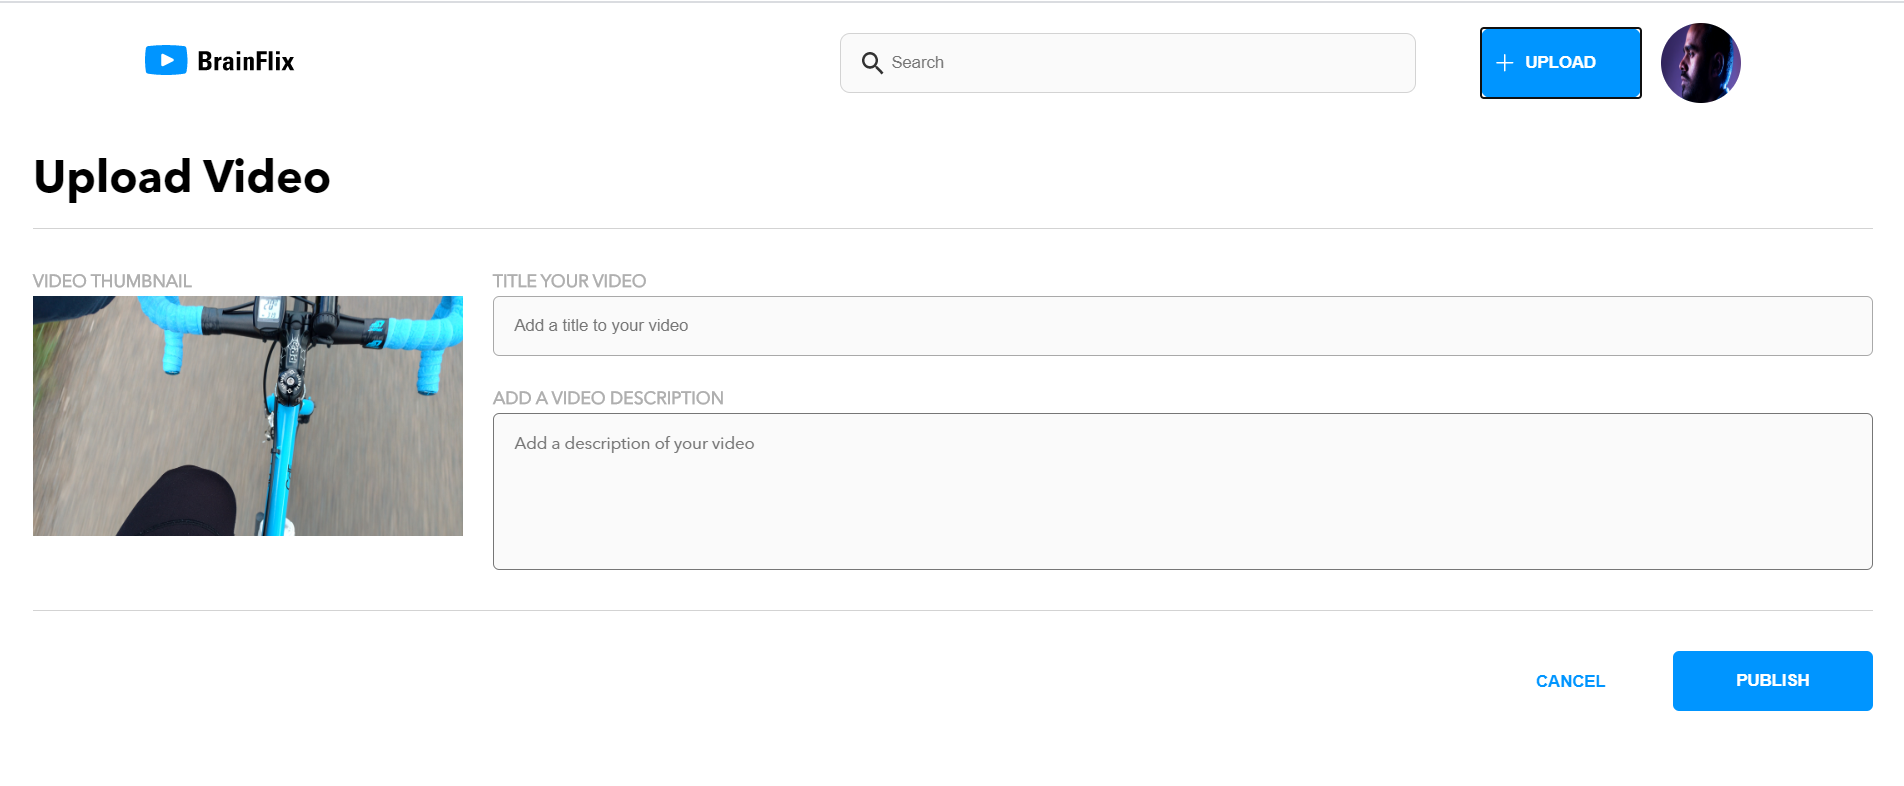 BrainFlix
Search
UPLOAD
Upload Video
VIDEO THUMBNAIL
TITLE YOUR VIDEO
Add a title to your video
ADD A VIDEO DESCRIPTION
Add a description of your video
CANCEL
PUBLISH